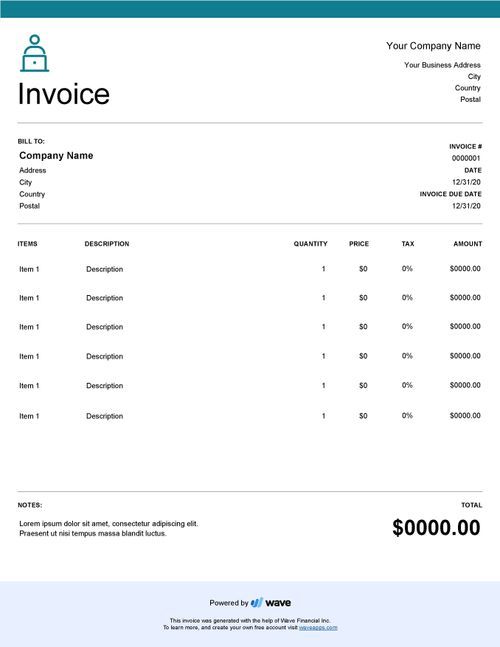 Your Company Name
Your Business Address
City
Country
Postal
Invoice
BILL TO:
Company Name
Address
City
Country
Postal
INVOICE #
0000001
DATE
12/31/20
INVOICE DUE DATE
12/31/20
ITEMS DESCRIPTION QUANTITY PRICE TAX AMOUNT
Item 1 Description 1 $0 0% $0000.00
Item 1 Description 1 $0 0% $0000.00
Item 1 Description 1 $0 0% $0000.00
Item 1 Description 1 $0 0% $0000.00
Item 1 Description 1 $0 0% $0000.00
Item 1 Description 1 $0 0% $0000.00
NOTES:
Lorem ipsum dolor sit amet, consectetur adipiscing elit.
Praesent ut nisi tempus massa blandit luctus.
TOTAL
$0000.00
Powered by wave
This invoice was generated with the help of Wave Financial Inc.
To learn more, and create your own free account visit waveapps.com